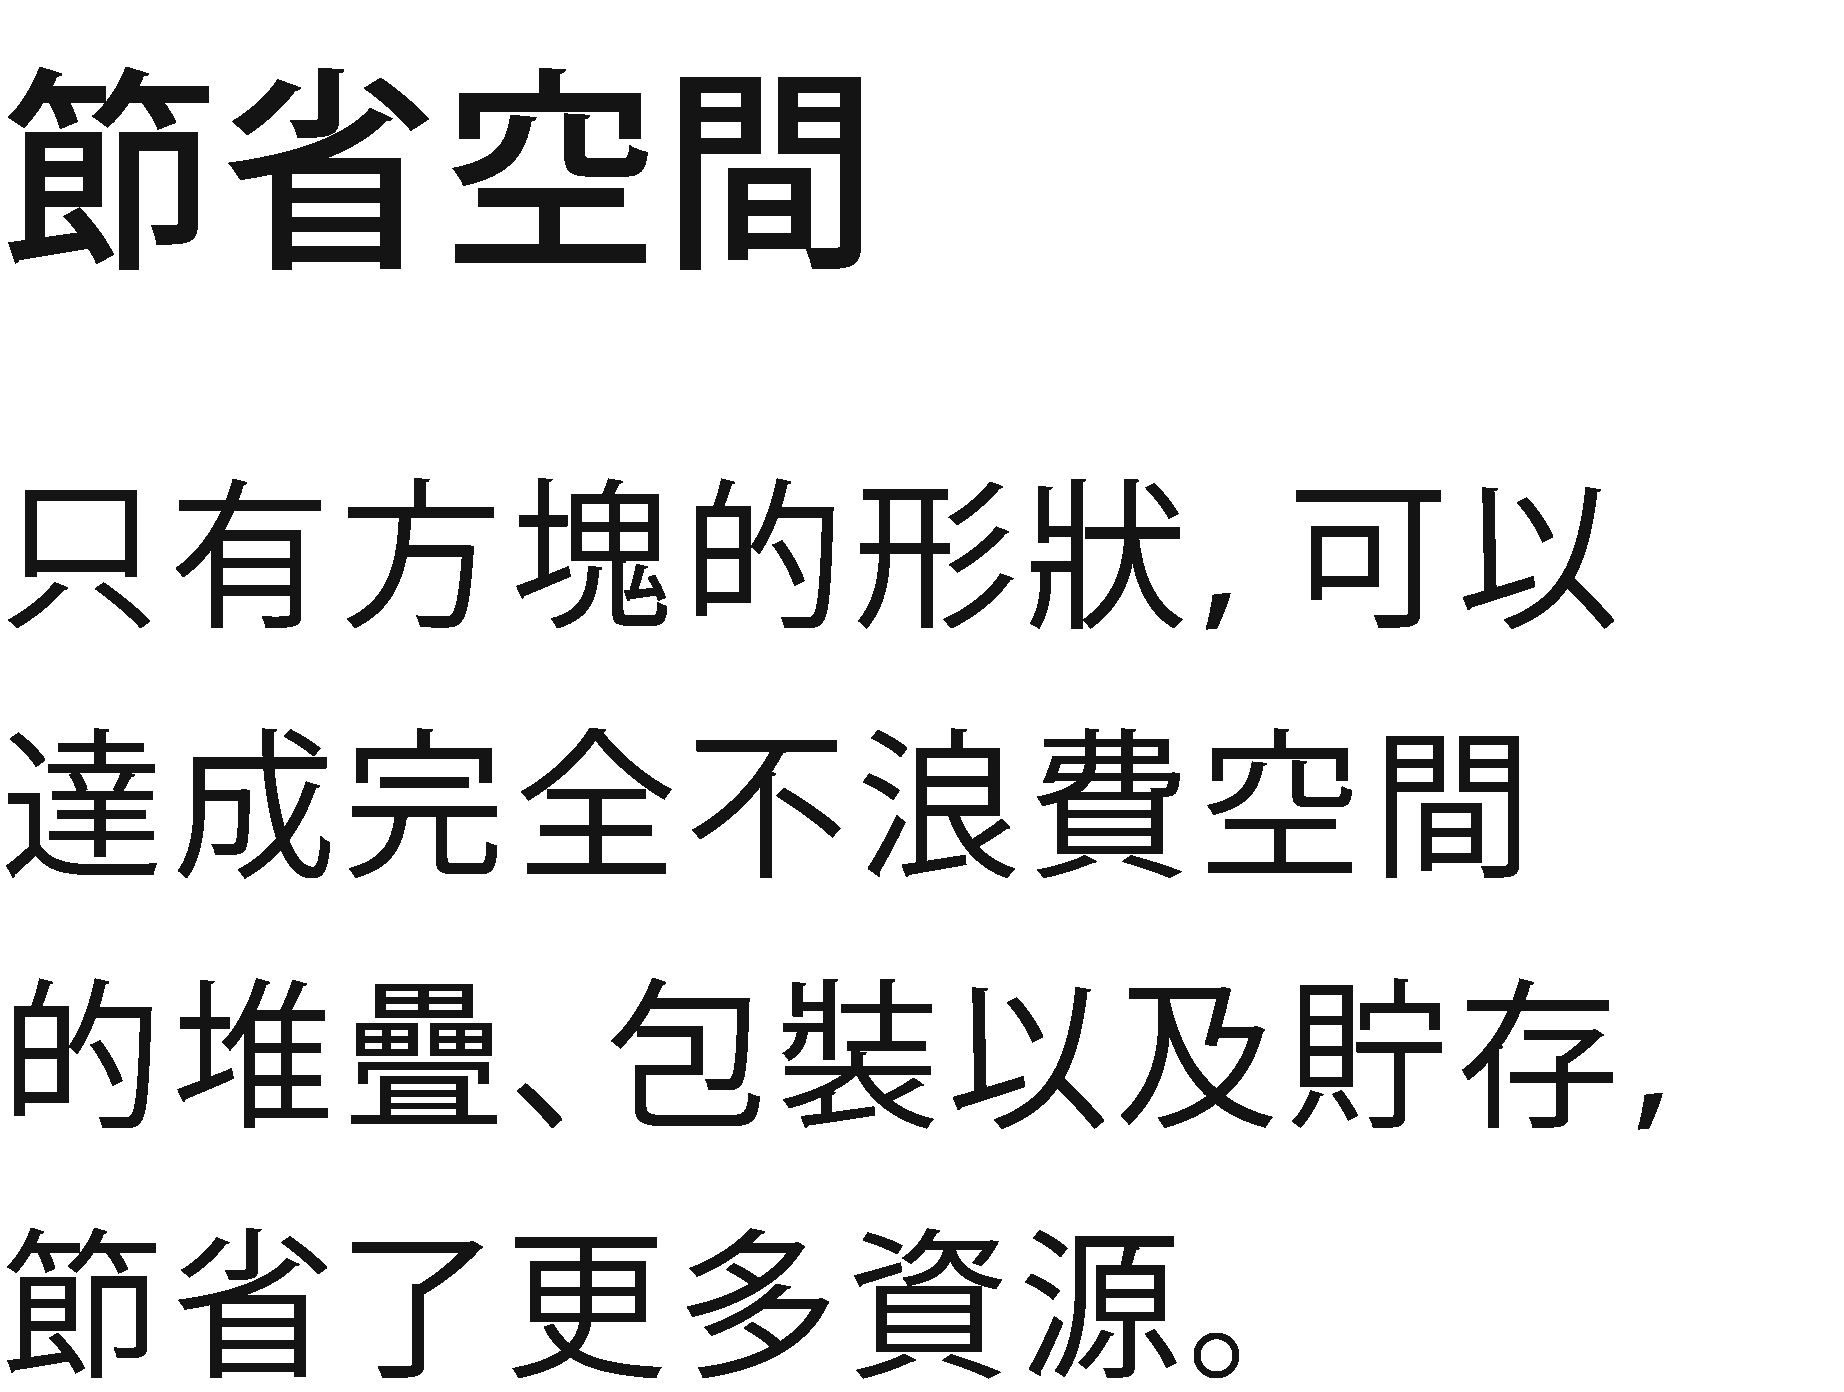 節省空間
只有方塊的形狀, 可以
達成完全不浪費空間
的堆疊、包裝以及貯存,
節省了更多資源。